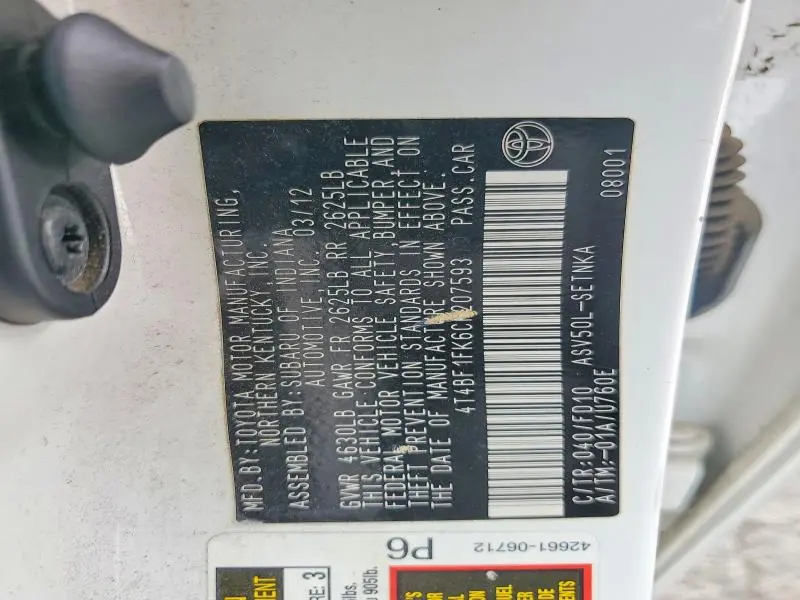 MFD.BY:TOYOTA MOTOR MANUFACTURING,
NORTHERN KENTUCKY, INC.
ASSEMBLED BY:SUBARU OF INDIANA
AUTOMOTIVE, INC. 03/12
GVWR 4630LB GAWR FR 2625LB RR 2625LB
THIS VEHICLE CONFORMS TO ALL APPLICABLE
FEDERAL MOTOR VEHICLE SAFETY,BUMPER,AND
THEFT PREVENTION STANDARDS IN EFFECT ON
THE DATE OF MANUFACTURE SHOWN ABOVE.
PASS.CAR
C/TR:040/FD10 ASV50L-SETNKA
A/TM:-01A/U760E
08001
P6
42661-06712
905lb.